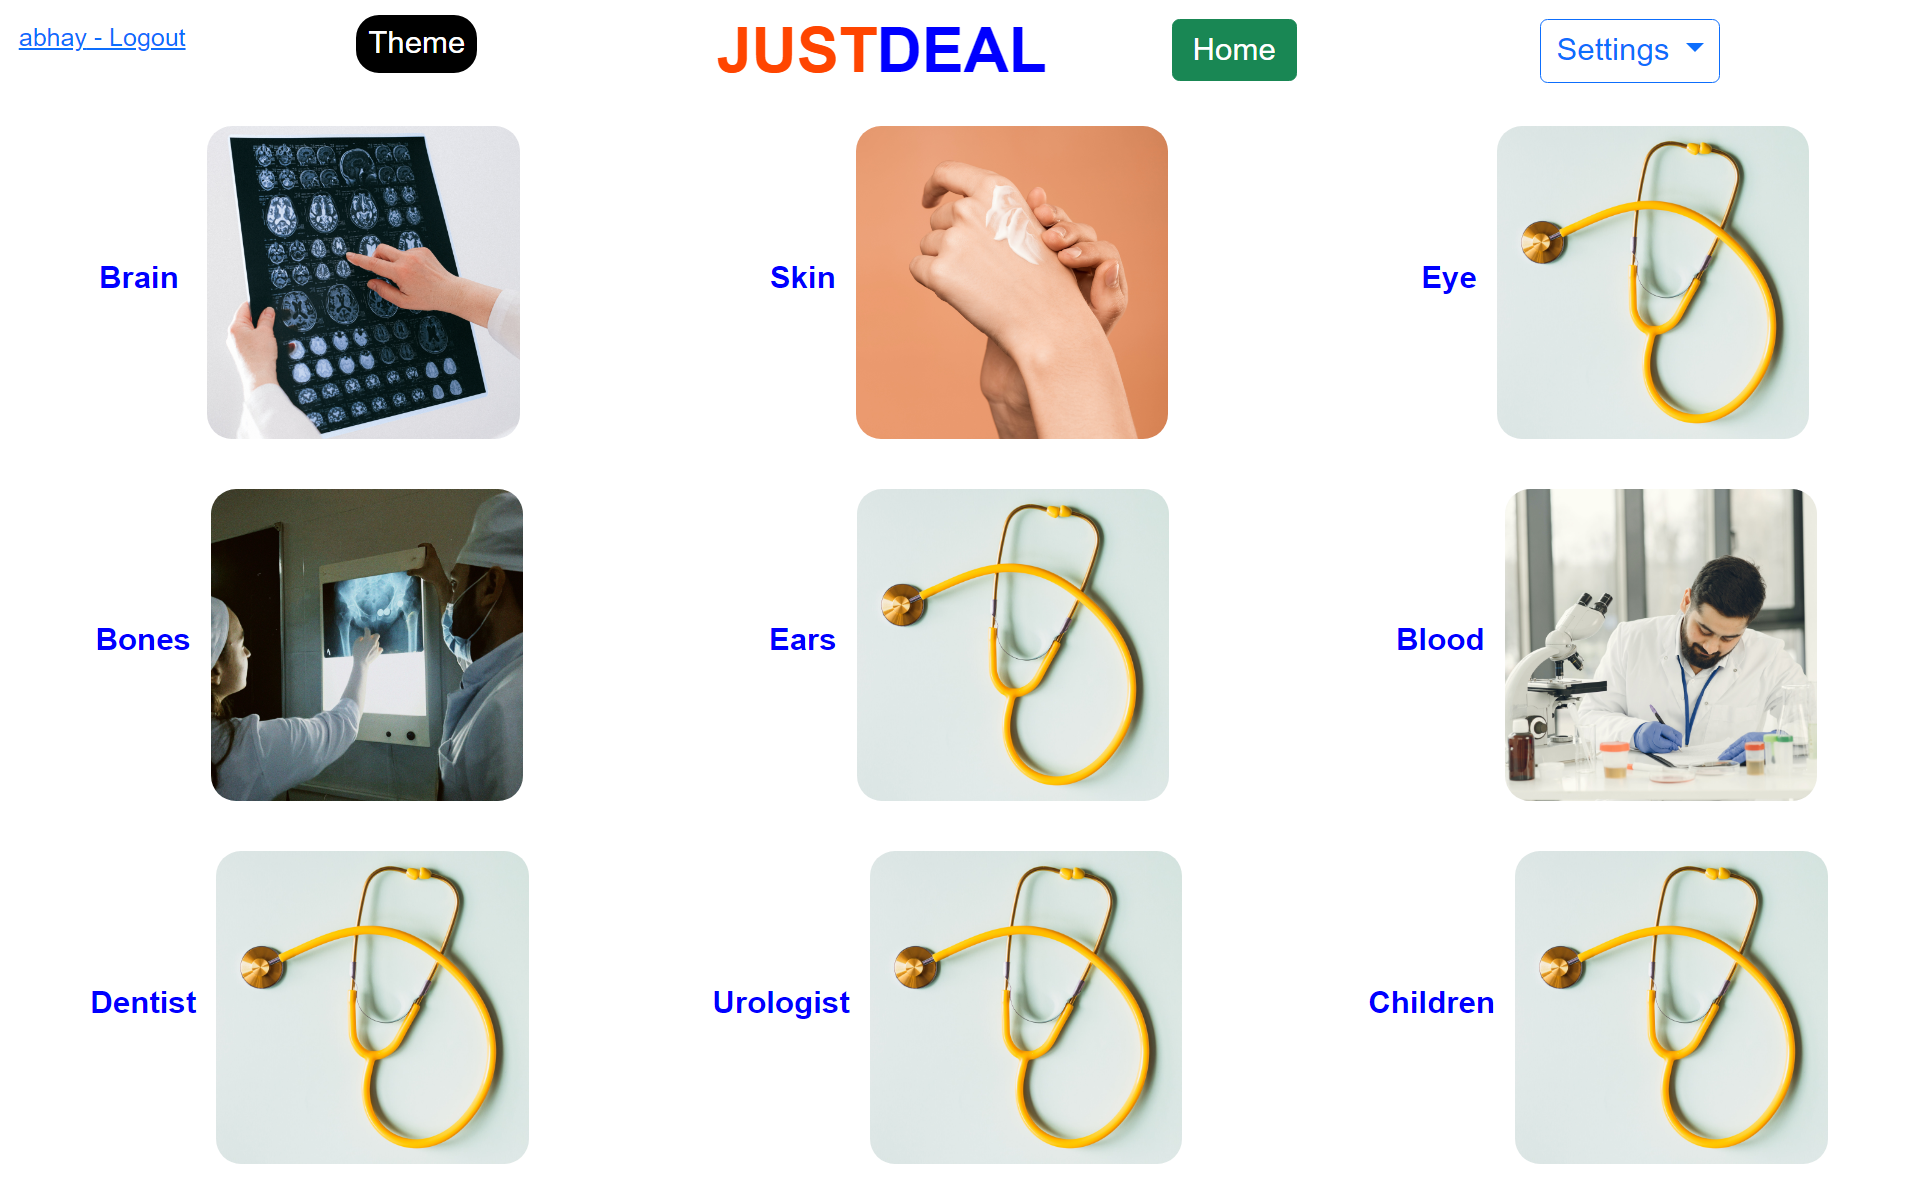 abhay - Logout
Theme
JUSTDEAL
Home
Settings
Brain
Skin
Eye
Bones
Ears
Blood
Dentist
Urologist
Children